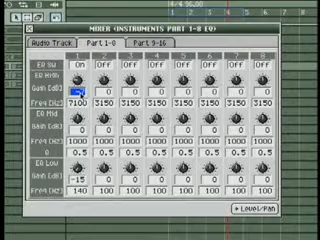 MIXER (INSTRUMENTS PART 1-8 EQ)
Audio Track Part 1-8 Part 9-16
1 2 3 4 5 6 7 8
EQ SW On Off Off Off Off Off Off Off
EQ High
Gain [dB] 0 0 0 0 0 0 0
Freq [Hz] 7100 3150 3150 3150 3150 3150 3150 3150
EQ Mid
Gain [dB] 0 0 0 0 0 0 0 0
Freq [Hz] 1000 1000 1000 1000 1000 1000 1000 1000
Q 0.5 0.5 0.5 0.5 0.5 0.5 0.5 0.5
EQ Low
Gain [dB] -15 0 0 0 0 0 0 0
Freq [Hz] 140 100 100 100 100 100 100 100
Level/Pan